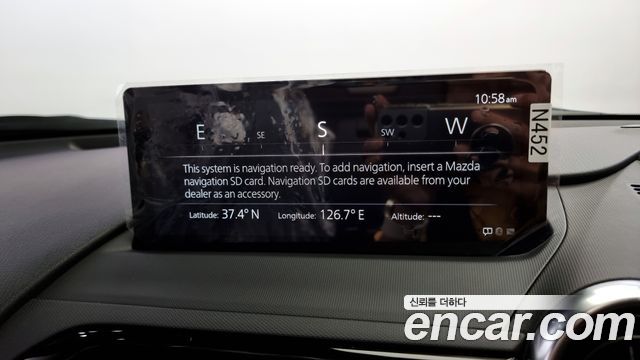 10:58am
E SE S SW W
This system is navigation ready. To add navigation, insert a Mazda
navigation SD card. Navigation SD cards are available from your
dealer as an accessory.
Latitude: 37.4° N Longitude: 126.7° E Altitude: ---
N452
신뢰를 더하다
encar.com